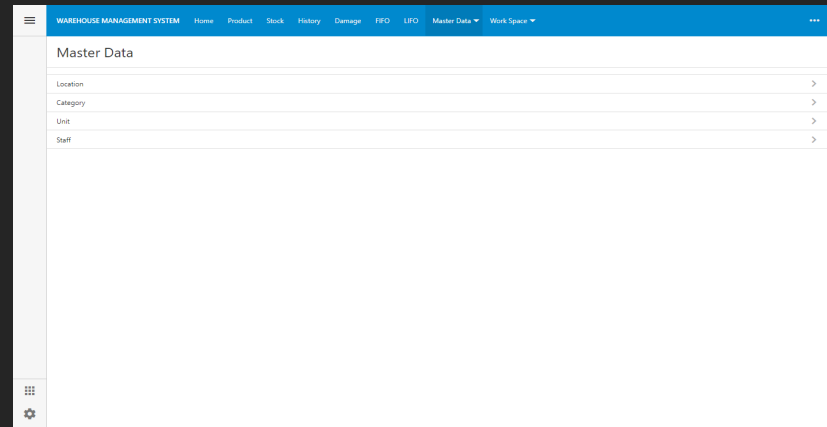 WAREHOUSE MANAGEMENT SYSTEM Home Product Stock History Damage FIFO LIFO Master Data Work Space
Master Data
Location
Category
Unit
Staff